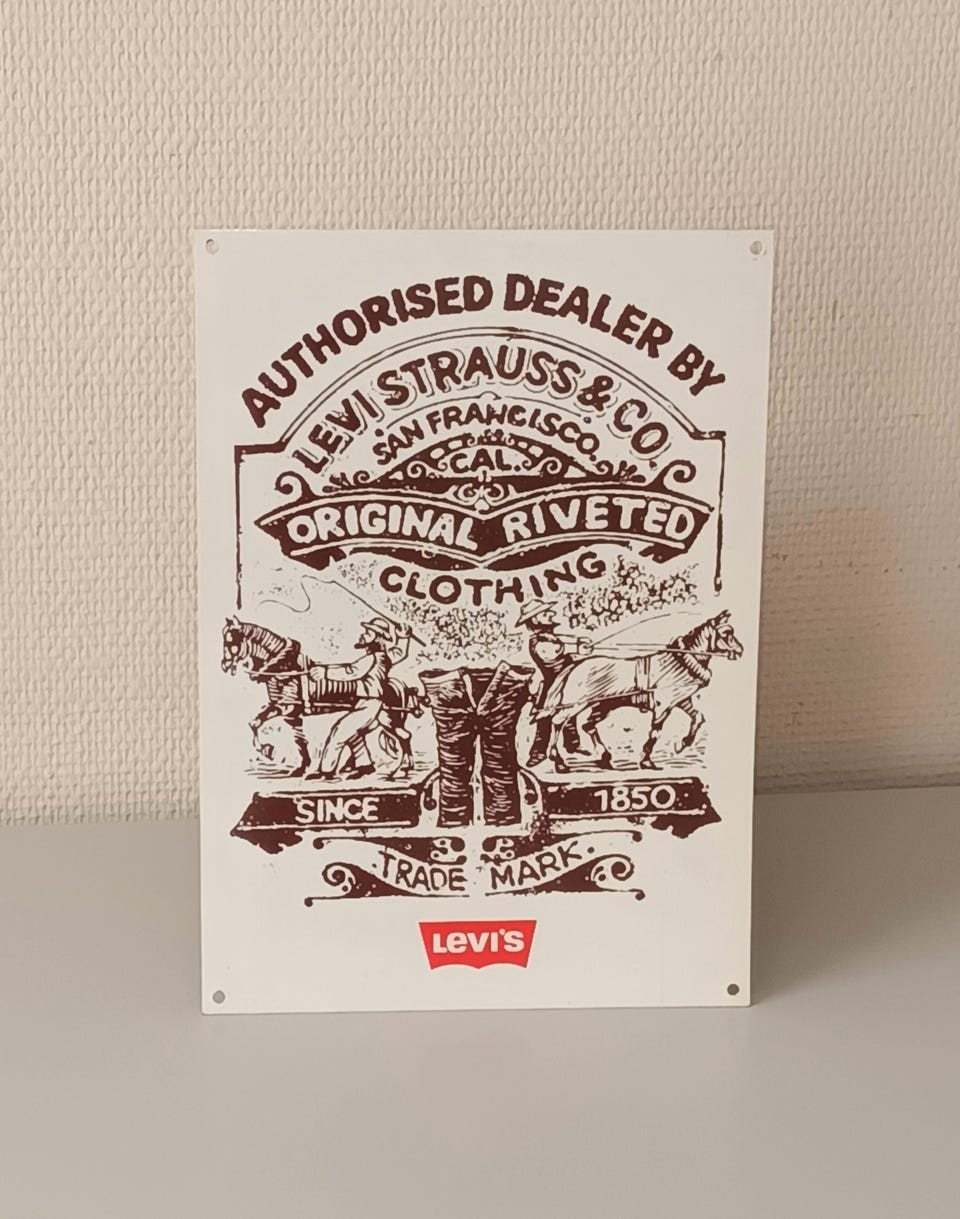 AUTHORISED DEALER BY
LEVI STRAUSS & CO.
SAN FRANCISCO.
CAL.
ORIGINAL RIVETED
CLOTHING
SINCE 1850
TRADE MARK.
LEVI'S